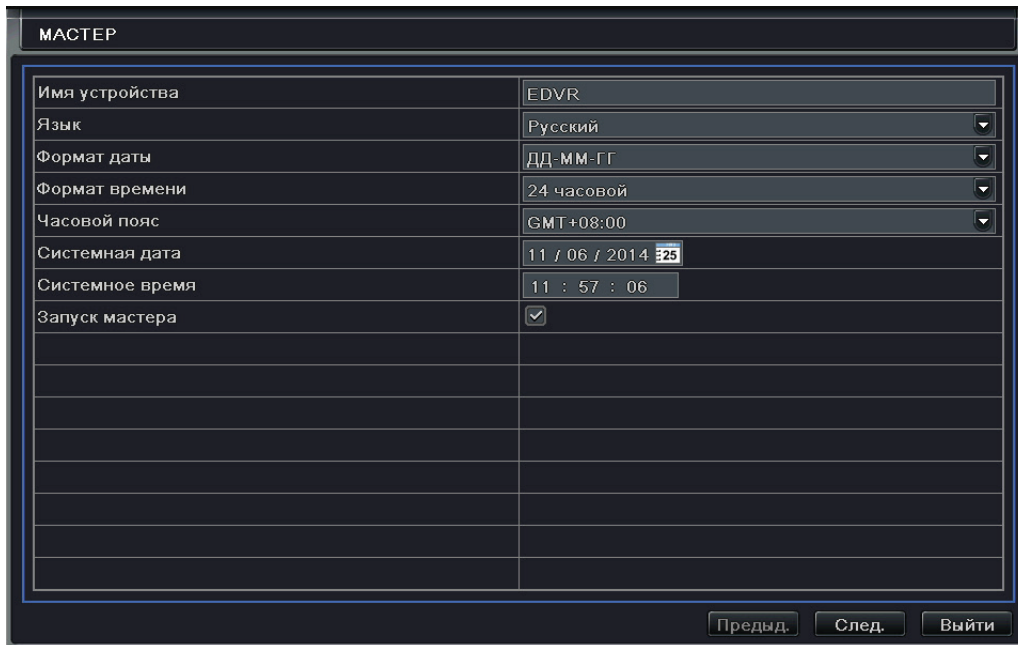 МАСТЕР
Имя устройства EDVR
Язык Русский
Формат даты ДД-ММ-ГГ
Формат времени 24 часовой
Часовой пояс GMT+08:00
Системная дата 11 / 06 / 2014 25
Системное время 11 : 57 : 06
Запуск мастера
Предыд. След. Выйти